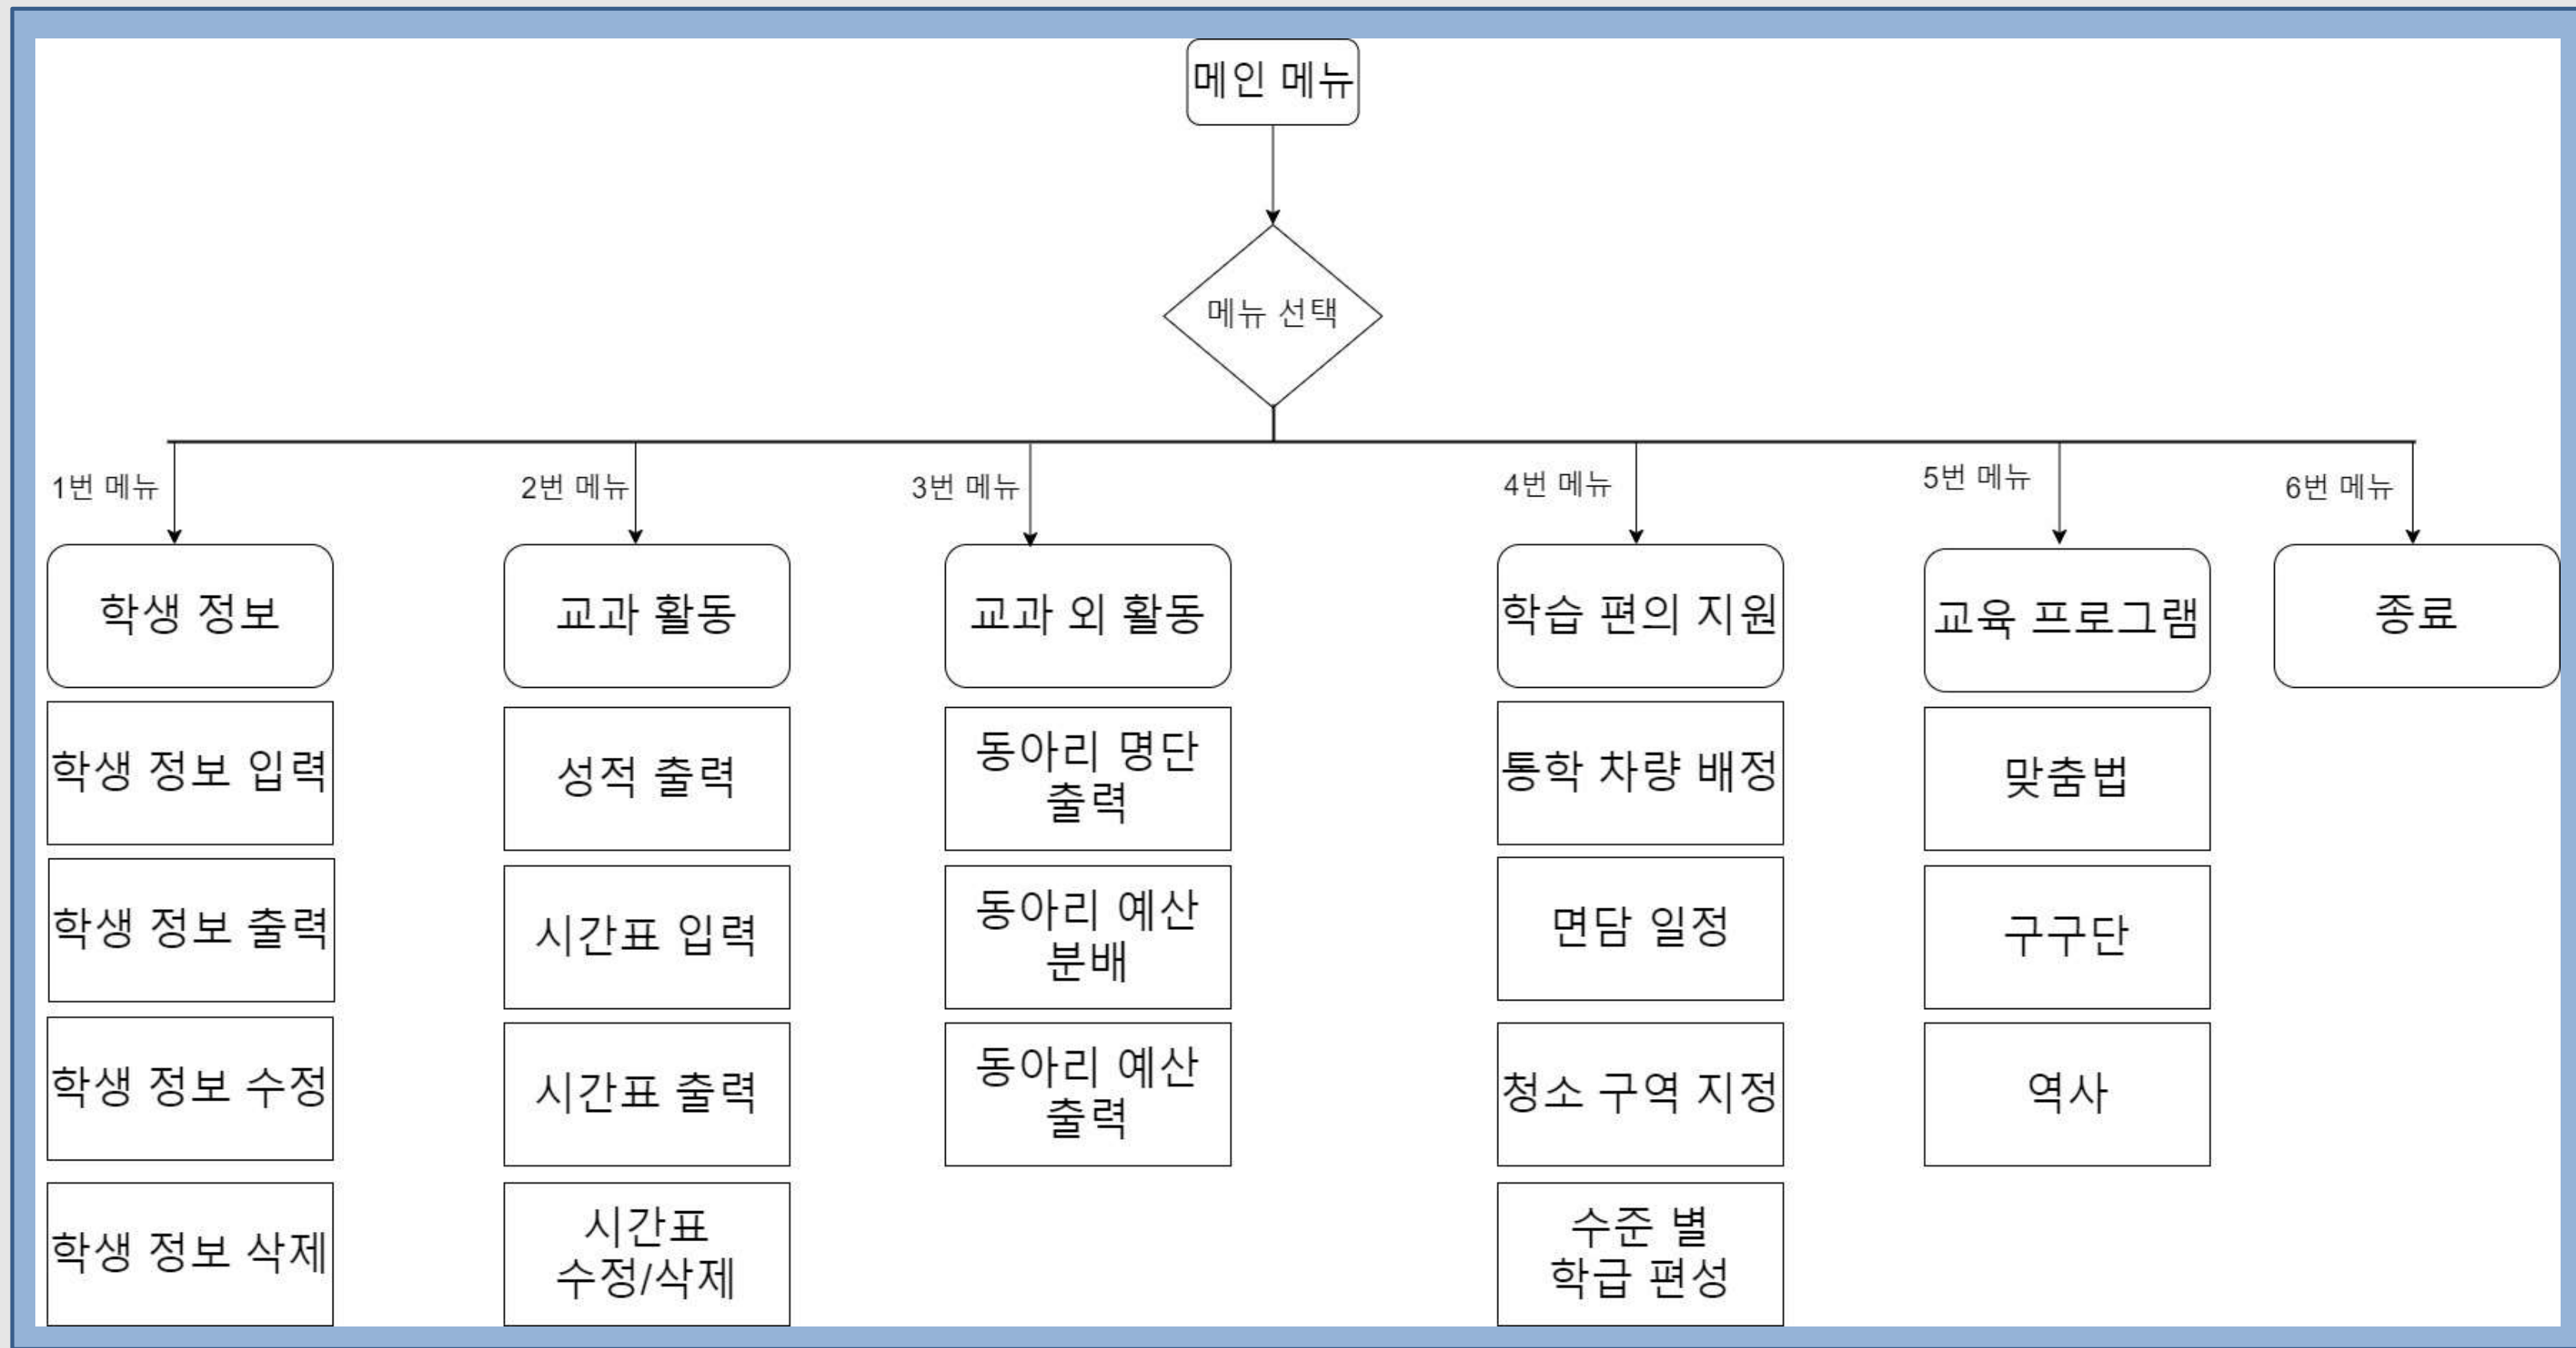 메인 메뉴
메뉴 선택
1번 메뉴
2번 메뉴
3번 메뉴
4번 메뉴
5번 메뉴
6번 메뉴
학생 정보
교과 활동
교과 외 활동
학습 편의 지원
교육 프로그램
종료
학생 정보 입력
학생 정보 출력
학생 정보 수정
학생 정보 삭제
성적 출력
시간표 입력
시간표 출력
시간표
수정/삭제
동아리 명단
출력
동아리 예산
분배
동아리 예산
출력
통학 차량 배정
면담 일정
청소 구역 지정
수준 별
학급 편성
맞춤법
구구단
역사